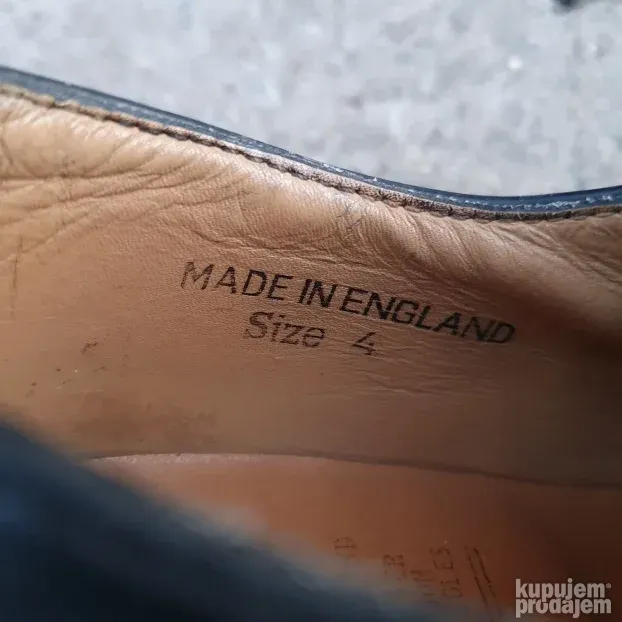 MADE IN ENGLAND
Size 4
kupujem
prodajem